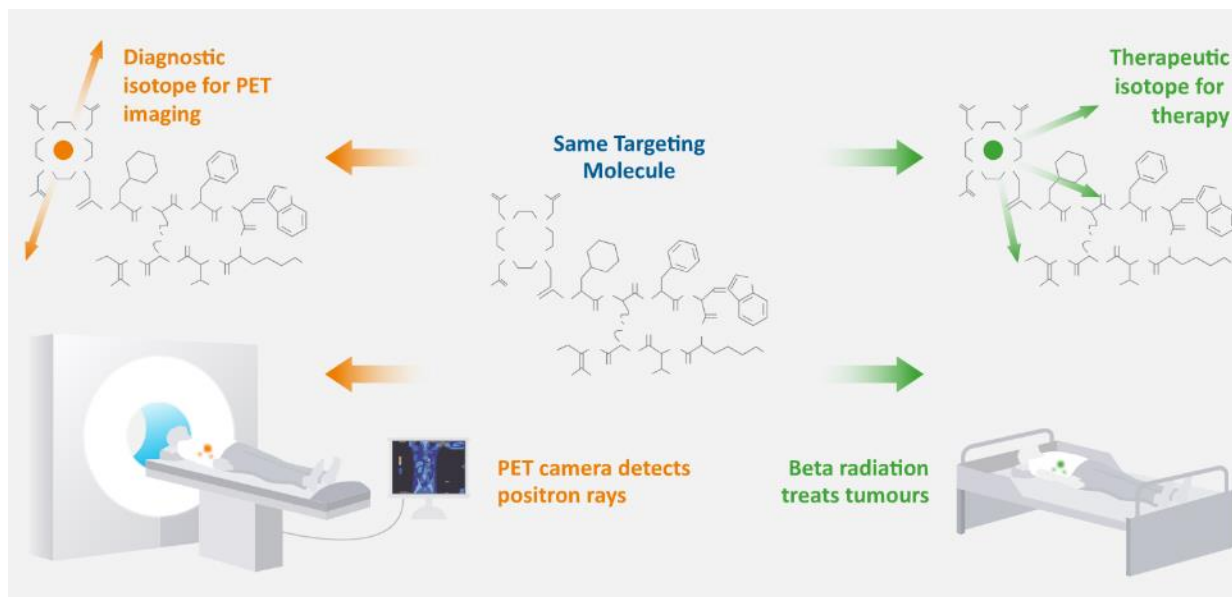 Diagnostic
isotope for PET
imaging
Same Targeting
Molecule
Therapeutic
isotope for
therapy
PET camera detects
positron rays
Beta radiation
treats tumours